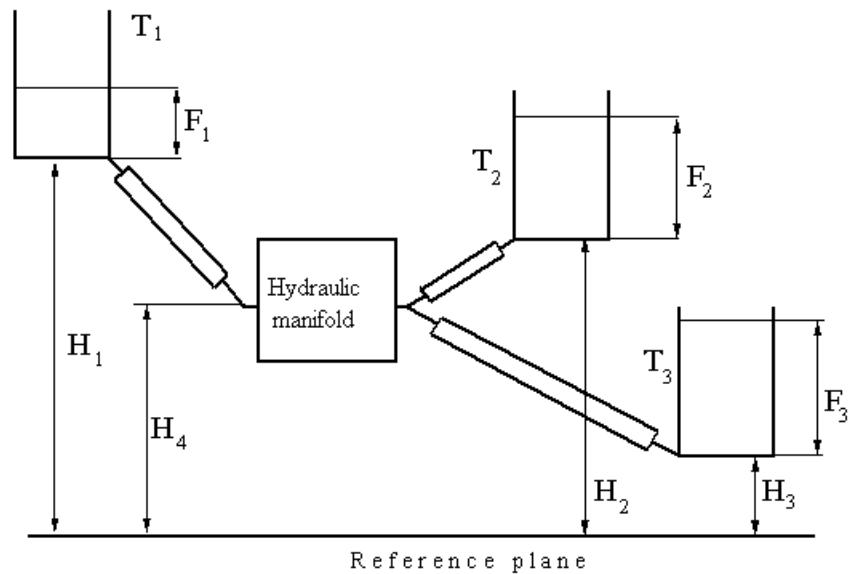 T1
F1
T2
F2
Hydraulic
manifold
H1
T3
F3
H4
H2
H3
Reference plane